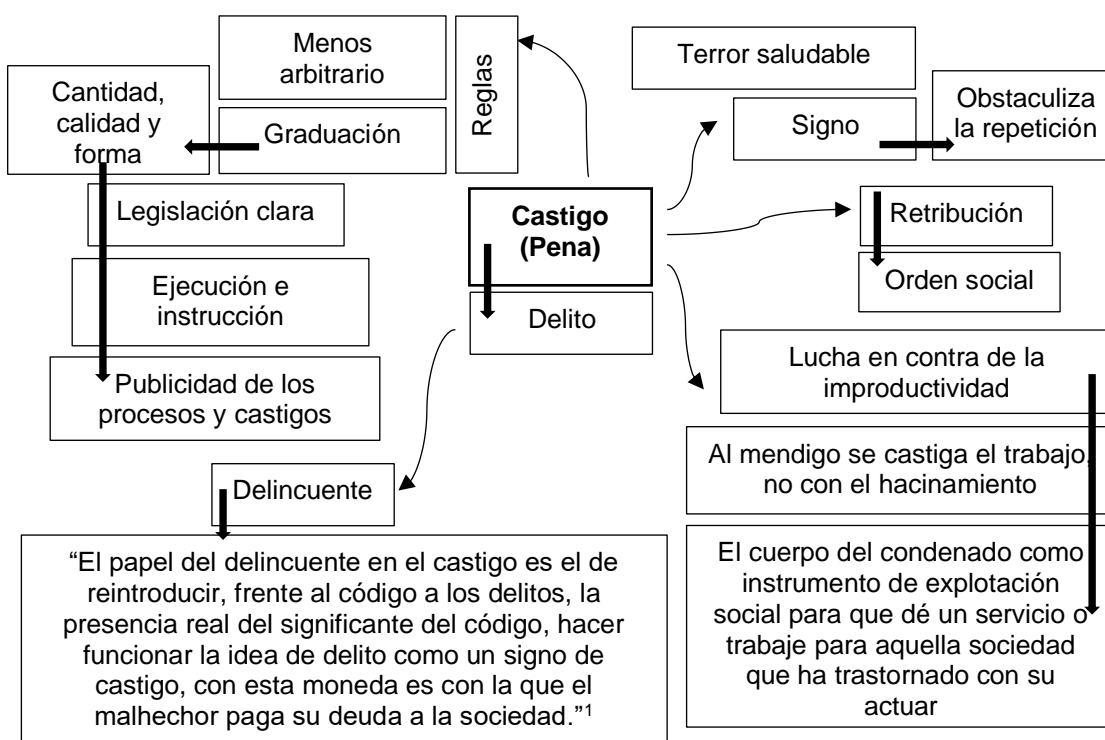 Menos
arbitrario
Reglas
Cantidad,
calidad y
forma
Graduación
Legislación clara
Ejecución e
instrucción
Publicidad de los
procesos y castigos
Terror saludable
Signo
Obstaculiza
la repetición
Castigo
(Pena)
Retribución
Orden social
Delito
Lucha en contra de la
improductividad
Al mendigo se castiga el trabajo,
no con el hacinamiento
El cuerpo del condenado como
instrumento de explotación
social para que dé un servicio o
trabaje para aquella sociedad
que ha trastornado con su
actuar
Delincuente
“El papel del delincuente en el castigo es el de
reintroducir, frente al código a los delitos, la
presencia real del significante del código, hacer
funcionar la idea de delito como un signo de
castigo, con esta moneda es con la que el
malhechor paga su deuda a la sociedad.”¹